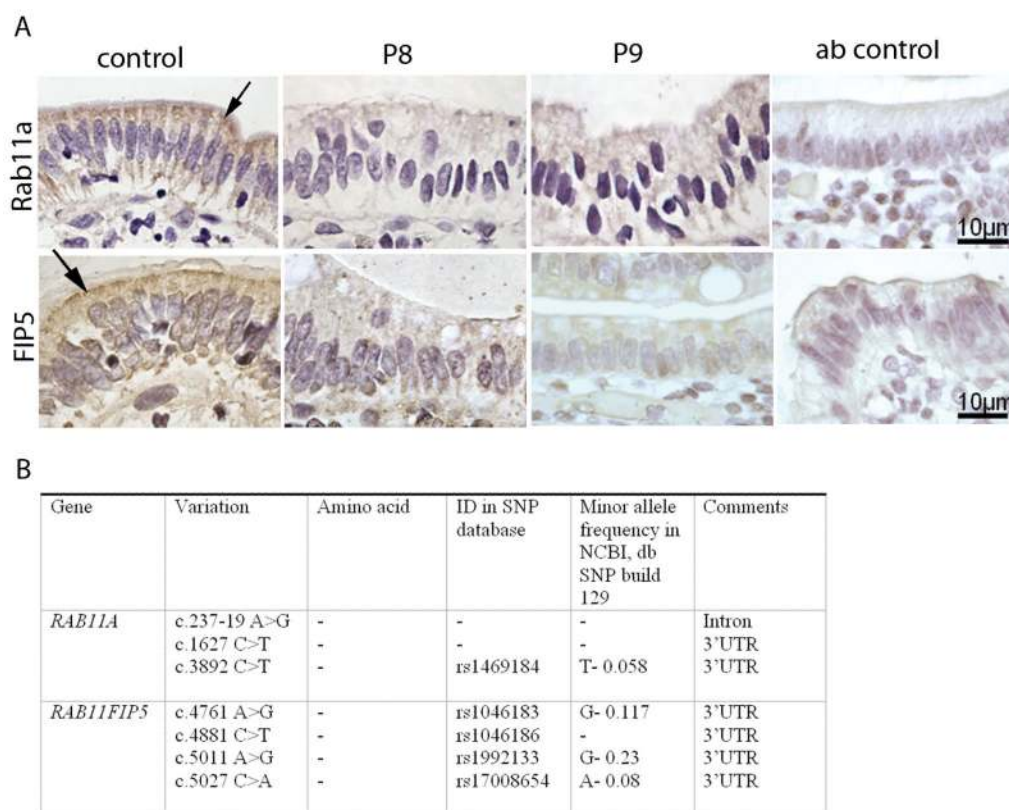 A
control P8 P9 ab control
Rab11a
10µm
FIP5
10µm
B
Gene Variation Amino acid ID in SNP database Minor allele frequency in NCBI, db SNP build 129 Comments
RAB11A c.237-19 A>G - - - Intron
c.1627 C>T - - - 3'UTR
c.3892 C>T - rs1469184 T- 0.058 3'UTR
RAB11FIP5 c.4761 A>G - rs1046183 G- 0.117 3'UTR
c.4881 C>T - rs1046186 - 3'UTR
c.5011 A>G - rs1992133 G- 0.23 3'UTR
c.5027 C>A - rs17008654 A- 0.08 3'UTR